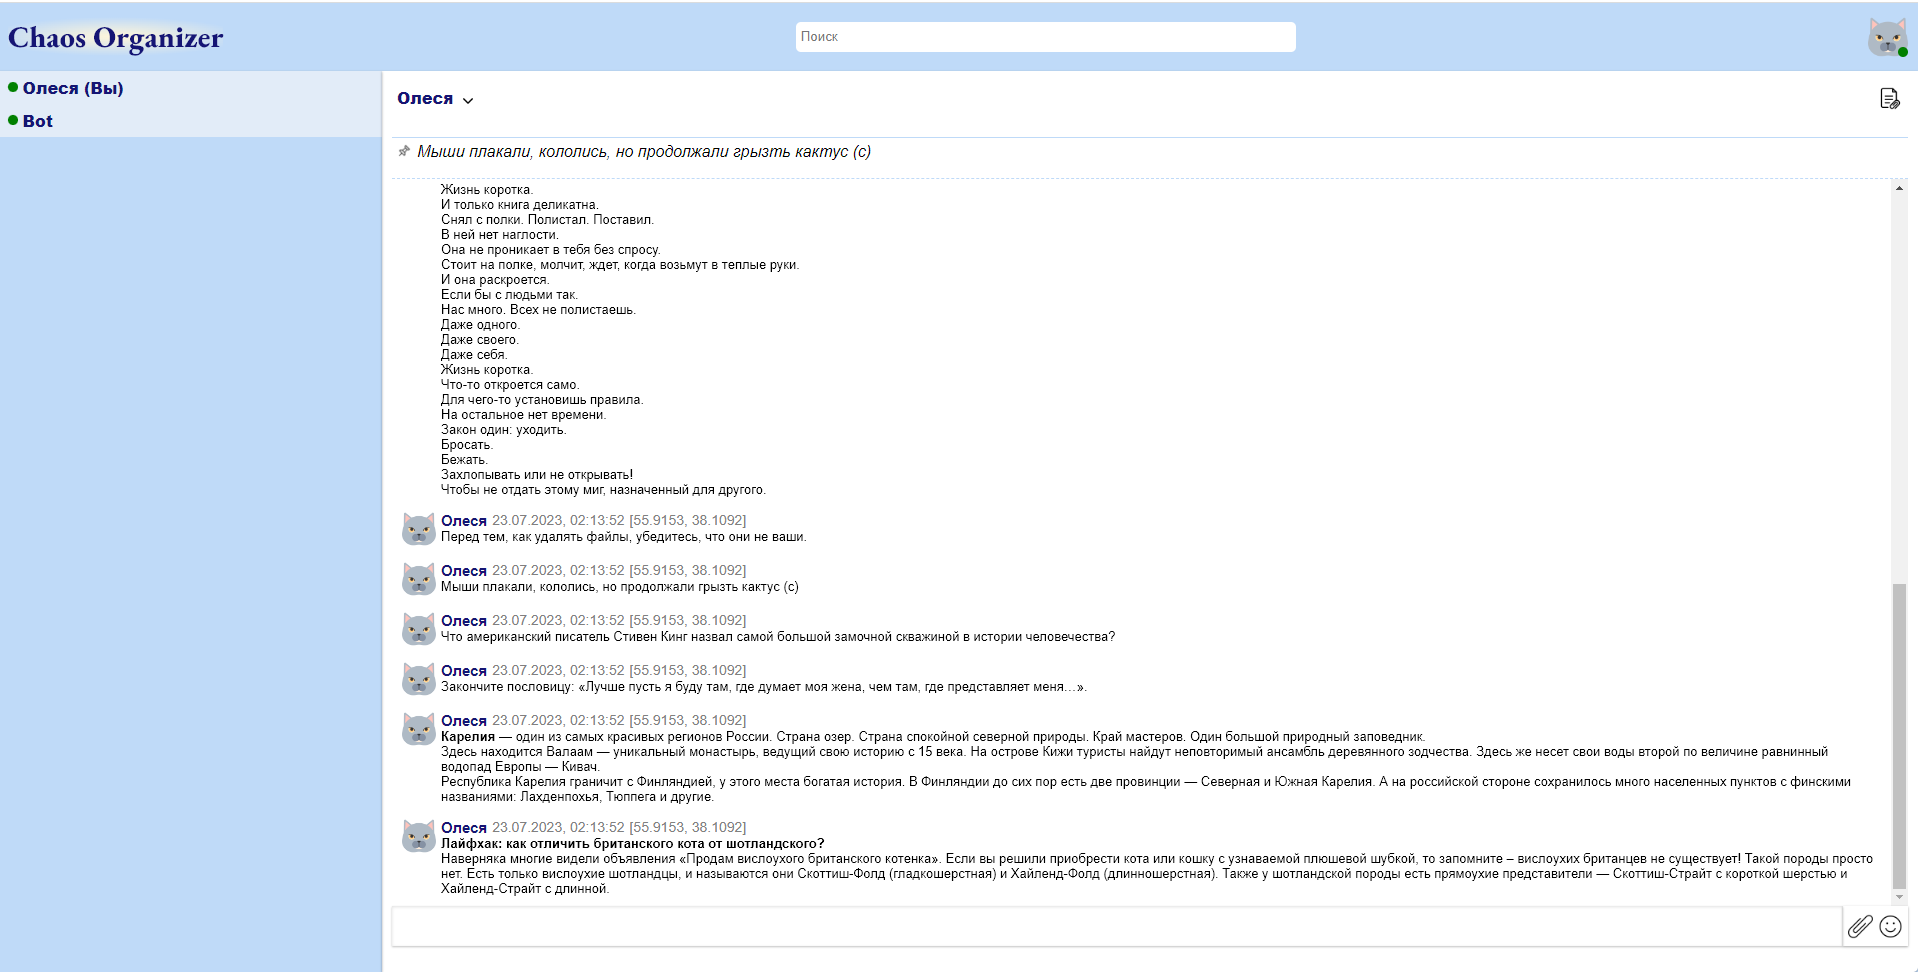 Chaos Organizer
Поиск
Олеся (Вы)
Bot
Олеся
Мыши плакали, кололись, но продолжали грызть кактус (с)
Жизнь коротка.
И только книга деликатна.
Снял с полки. Полистал. Поставил.
В ней нет наглости.
Она не проникает в тебя без спросу.
Стоит на полке, молчит, ждет, когда возьмут в теплые руки.
И она раскроется.
Если бы с людьми так.
Нас много. Всех не полистаешь.
Даже одного.
Даже своего.
Даже себя.
Жизнь коротка.
Что-то откроется само.
Для чего-то установишь правила.
На остальное нет времени.
Закон один: уходить.
Бросать.
Бежать.
Захлопывать или не открывать!
Чтобы не отдать этому миг, назначенный для другого.
Олеся 23.07.2023, 02:13:52 [55.9153, 38.1092]
Перед тем, как удалять файлы, убедитесь, что они не ваши.
Олеся 23.07.2023, 02:13:52 [55.9153, 38.1092]
Мыши плакали, кололись, но продолжали грызть кактус (с)
Олеся 23.07.2023, 02:13:52 [55.9153, 38.1092]
Что американский писатель Стивен Кинг назвал самой большой замочной скважиной в истории человечества?
Олеся 23.07.2023, 02:13:52 [55.9153, 38.1092]
Закончите пословицу: «Лучше пусть я буду там, где думает моя жена, чем там, где представляет меня…».
Олеся 23.07.2023, 02:13:52 [55.9153, 38.1092]
Карелия — один из самых красивых регионов России. Страна озер. Страна спокойной северной природы. Край мастеров. Один большой природный заповедник.
Здесь находится Валаам — уникальный монастырь, ведущий свою историю с 15 века. На острове Кижи туристы найдут неповторимый ансамбль деревянного зодчества. Здесь же несет свои воды второй по величине равнинный
водопад Европы — Кивач.
Республика Карелия граничит с Финляндией, у этого места богатая история. В Финляндии до сих пор есть две провинции — Северная и Южная Карелия. А на российской стороне сохранилось много населенных пунктов с финскими
названиями: Лахденпохья, Тюппега и другие.
Олеся 23.07.2023, 02:13:52 [55.9153, 38.1092]
Лайфхак: как отличить британского кота от шотландского?
Наверняка многие видели объявления «Продам вислоухого британского котенка». Если вы решили приобрести кота или кошку с узнаваемой плюшевой шубкой, то запомните – вислоухих британцев не существует! Такой породы просто
нет. Есть только вислоухие шотландцы, и называются они Скоттиш-Фолд (гладкошерстная) и Хайленд-Фолд (длинношерстная). Также у шотландской породы есть прямоухие представители — Скоттиш-Страйт с короткой шерстью и
Хайленд-Страйт с длинной.